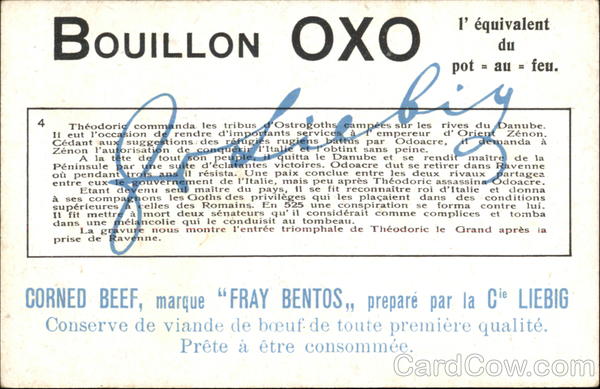 BOUILLON OXO
l' équivalent
du
pot = au = feu.
4
Théodoric commanda les tribus d'Ostrogoths campées sur les rives du Danube.
Il eut l'occasion de rendre d'importants services à l'empereur d'Orient Zénon.
Cédant aux suggestions des réfugiés rugiens battus par Odoacre, il demanda à
Zénon l'autorisation de conquérir l'Italie et l'obtint sans peine.
A la tête de tout son peuple il quitta le Danube et se rendit maître de la
Péninsule par une suite d'éclatantes victoires. Odoacre dut se retirer dans Ravenne
où pendant trois ans il résista. Une paix conclue entre les deux rivaux partagea
entre eux le gouvernement de l'Italie, mais peu après Théodoric assassina Odoacre.
Etant devenu seul maître du pays, il se fit reconnaître roi d'Italie et donna
à ses compagnons les Goths des privilèges qui les plaçaient dans des conditions
supérieures à celles des Romains. En 525 une conspiration se forma contre lui.
Il fit mettre à mort deux sénateurs qu'il considérait comme complices et tomba
dans une mélancolie qui le conduisit au tombeau.
La gravure nous montre l'entrée triomphale de Théodoric le Grand après la
prise de Ravenne.
J v Liebig
CORNED BEEF, marque "FRAY BENTOS„ preparé par la Cie LIEBIG
Conserve de viande de bœuf de toute première qualité.
Prête à être consommée.
CardCow.com